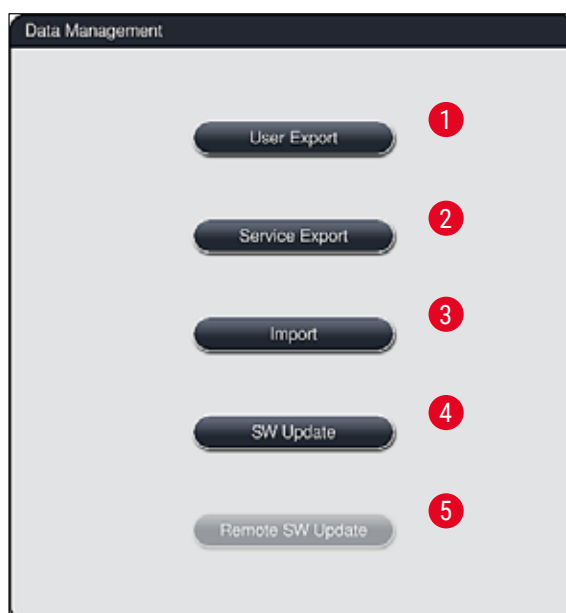 Data Management
User Export
1
Service Export
2
Import
3
SW Update
4
Remote SW Update
5